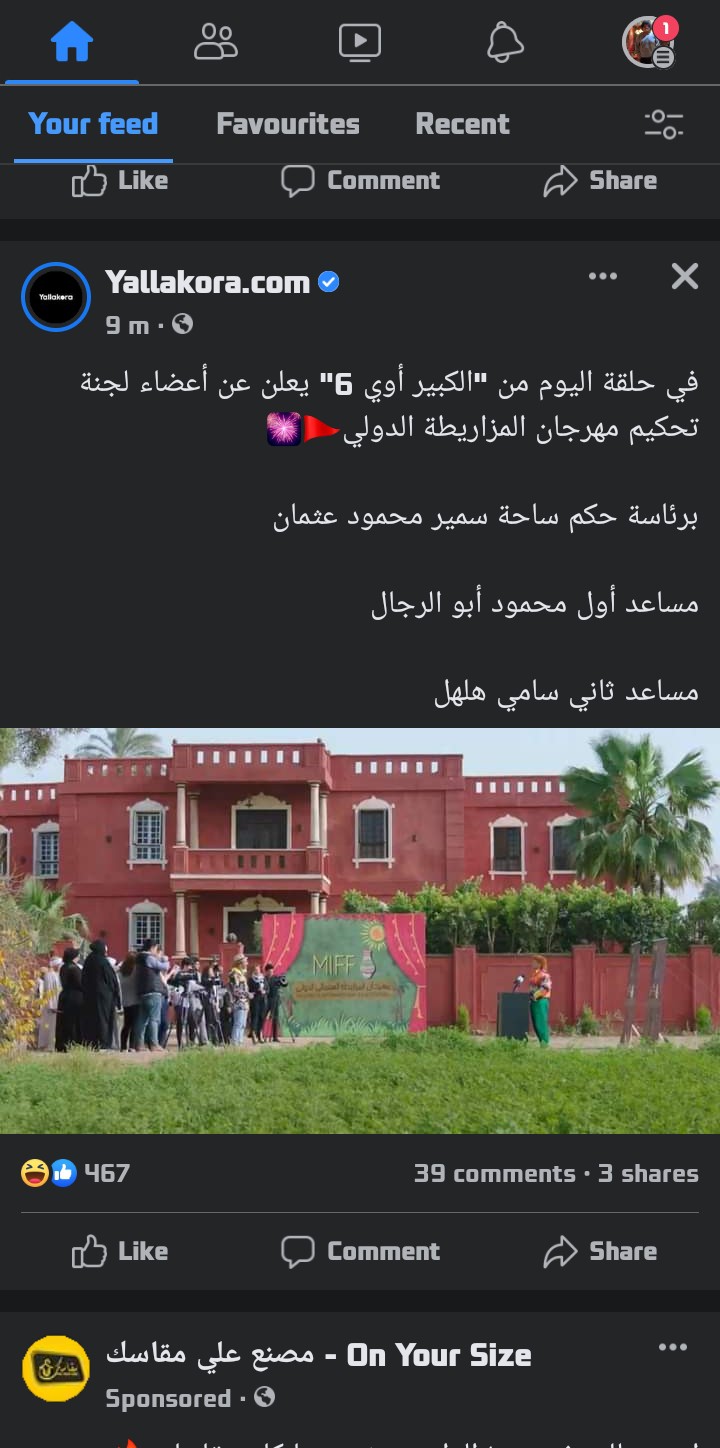 1
Your feed
Favourites
Recent
Like
Comment
Share
Yallakora
Yallakora.com
9 m ·
في حلقة اليوم من "الكبير أوي 6" يعلن عن أعضاء لجنة
تحكيم مهرجان المزاريطة الدولي
برئاسة حكم ساحة سمير محمود عثمان
مساعد أول محمود أبو الرجال
مساعد ثاني سامي هلهل
MIFF
467
39 comments · 3 shares
Like
Comment
Share
مصنع علي مقاسك - On Your Size
Sponsored ·